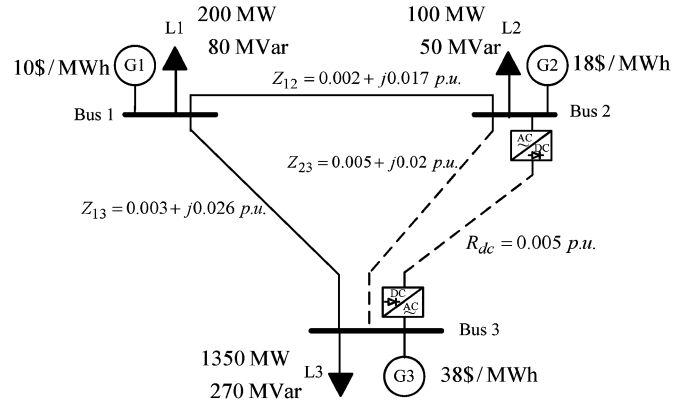 200 MW
80 MVar
L1
G1
10$/MWh
Bus 1
100 MW
50 MVar
L2
G2
18$/MWh
Bus 2
Z12 = 0.002 + j0.017 p.u.
AC
DC
Z23 = 0.005 + j0.02 p.u.
Z13 = 0.003 + j0.026 p.u.
Rdc = 0.005 p.u.
DC
AC
Bus 3
1350 MW
270 MVar
L3
G3
38$/MWh